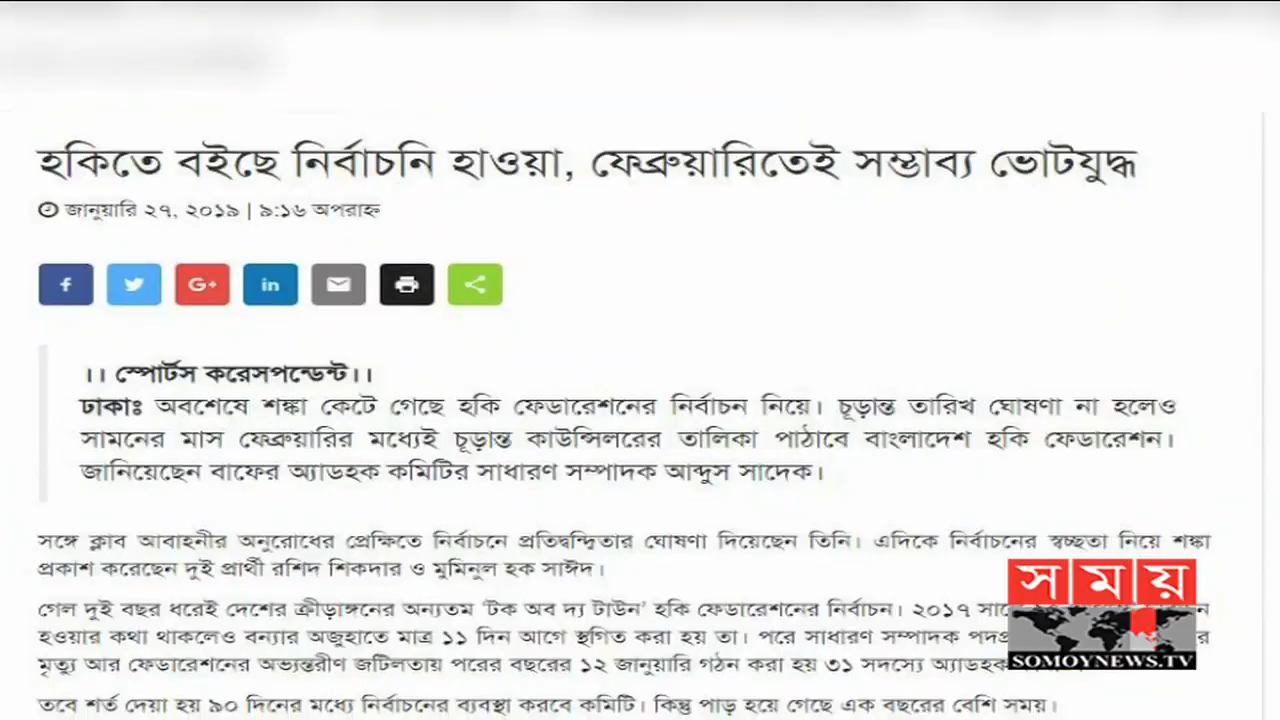 হকিতে বইছে নির্বাচনি হাওয়া, ফেব্রুয়ারিতেই সম্ভাব্য ভোটযুদ্ধ
জানুয়ারি ২৭, ২০১৯ | ৯:১৬ অপরাহ্ন
f G+ in
।। স্পোর্টস করেসপন্ডেন্ট।।
ঢাকাঃ অবশেষে শঙ্কা কেটে গেছে হকি ফেডারেশনের নির্বাচন নিয়ে। চূড়ান্ত তারিখ ঘোষণা না হলেও
সামনের মাস ফেব্রুয়ারির মধ্যেই চূড়ান্ত কাউন্সিলরের তালিকা পাঠাবে বাংলাদেশ হকি ফেডারেশন।
জানিয়েছেন বাফের অ্যাডহক কমিটির সাধারণ সম্পাদক আব্দুস সাদেক।
সঙ্গে ক্লাব আবাহনীর অনুরোধের প্রেক্ষিতে নির্বাচনে প্রতিদ্বন্দ্বিতার ঘোষণা দিয়েছেন তিনি। এদিকে নির্বাচনের স্বচ্ছতা নিয়ে শঙ্কা
প্রকাশ করেছেন দুই প্রার্থী রশিদ শিকদার ও মুমিনুল হক সাঈদ।
গেল দুই বছর ধরেই দেশের ক্রীড়াঙ্গনের অন্যতম ‘টক অব দ্য টাউন’ হকি ফেডারেশনের নির্বাচন। ২০১৭
হওয়ার কথা থাকলেও বন্যার অজুহাতে মাত্র ১১ দিন আগে স্থগিত করা হয় তা। পরে সাধারণ সম্পাদক
মৃত্যু আর ফেডারেশনের অভ্যন্তরীণ জটিলতায় পরের বছরের ১২ জানুয়ারি গঠন করা হয় ৩১ সদস্যে অ্যাডহক
তবে শর্ত দেয়া হয় ৯০ দিনের মধ্যে নির্বাচনের ব্যবস্থা করবে কমিটি। কিন্তু পাড় হয়ে গেছে এক বছরের বেশি সময়।
সময়
SOMOYNEWS.TV